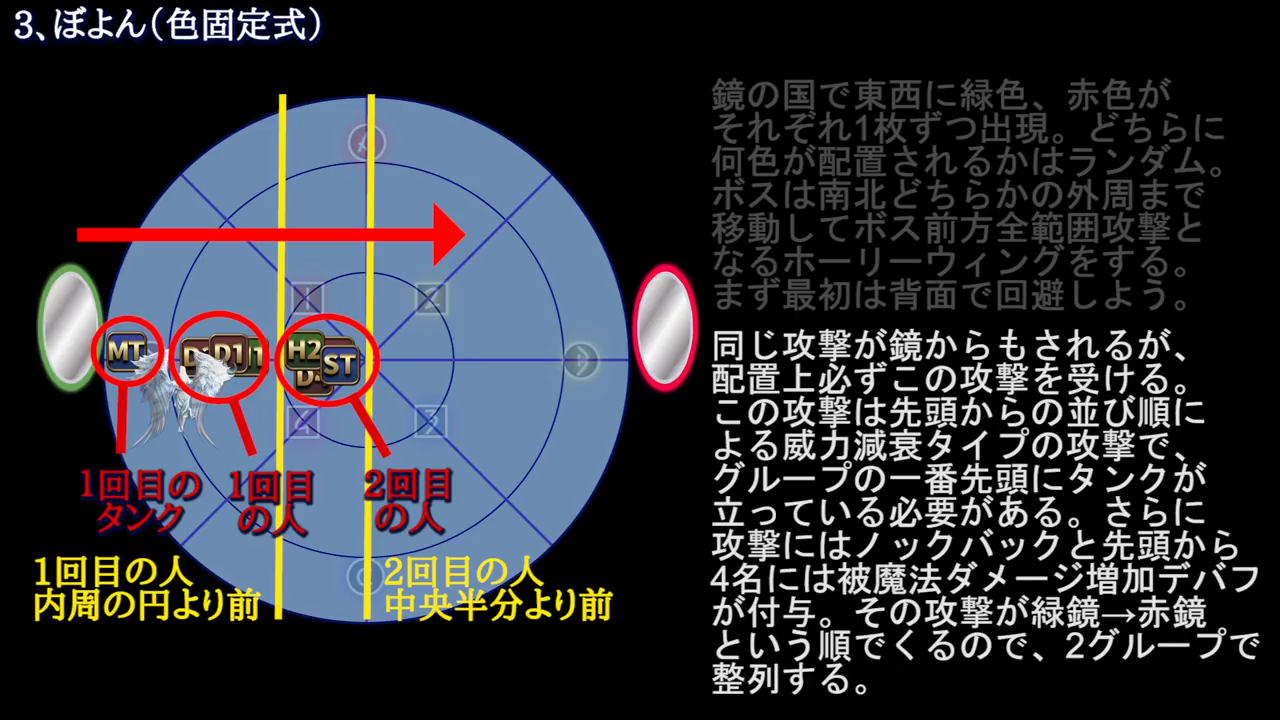 3、ぼよん(色固定式)
鏡の国で東西に緑色、赤色が
それぞれ1枚ずつ出現。どちらに
何色が配置されるかはランダム。
ボスは南北どちらかの外周まで
移動してボス前方全範囲攻撃と
なるホーリーウィングをする。
まず最初は背面で回避しよう。
同じ攻撃が鏡からもされるが、
配置上必ずこの攻撃を受ける。
この攻撃は先頭からの並び順に
よる威力減衰タイプの攻撃で、
グループの一番先頭にタンクが
立っている必要がある。さらに
攻撃にはノックバックと先頭から
4名には被魔法ダメージ増加デバフ
が付与。その攻撃が緑鏡→赤鏡
という順でくるので、2グループで
整列する。
A
1
2
MT
D1
H2
ST
D
4
3
C
1回目の
タンク
1回目
の人
2回目
の人
1回目の人
内周の円より前
2回目の人
中央半分より前